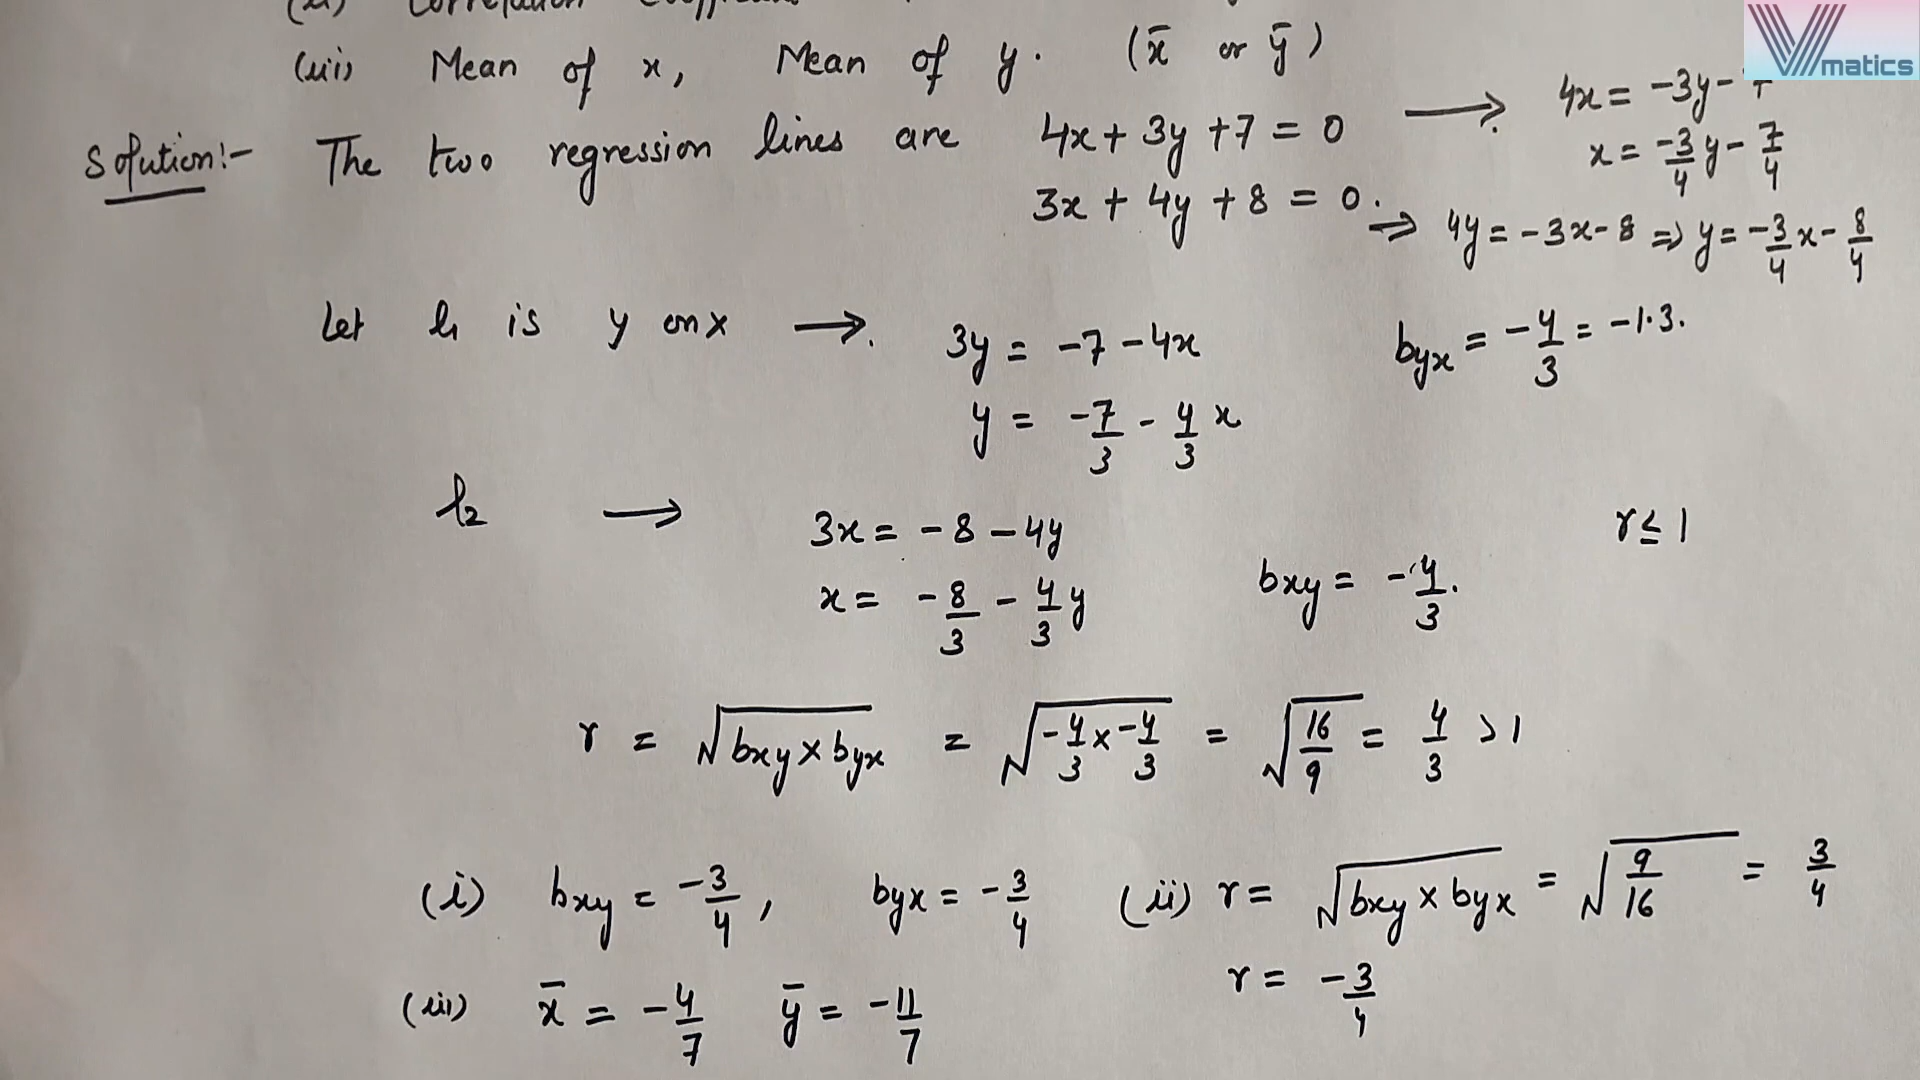 (ii) Correlation
(iii) Mean of x, Mean of y. (x̄ or ȳ)
Vmatics
Solution:- The two regression lines are 4x + 3y + 7 = 0 → 4x = -3y -
x = -3/4 y - 7/4
3x + 4y + 8 = 0. ⇒ 4y = -3x - 8 ⇒ y = -3/4 x - 8/4
Let l1 is y on x → 3y = -7 - 4x byx = -4/3 = -1.3.
y = -7/3 - 4/3 x
l2 → 3x = -8 - 4y r ≤ 1
x = -8/3 - 4/3 y bxy = -4/3.
r = √(bxy × byx) = √(-4/3 × -4/3) = √(16/9) = 4/3 > 1
(i) bxy = -3/4, byx = -3/4 (ii) r = √(bxy × byx) = √(9/16) = 3/4
r = -3/4
(iii) x̄ = -4/7 ȳ = -11/7